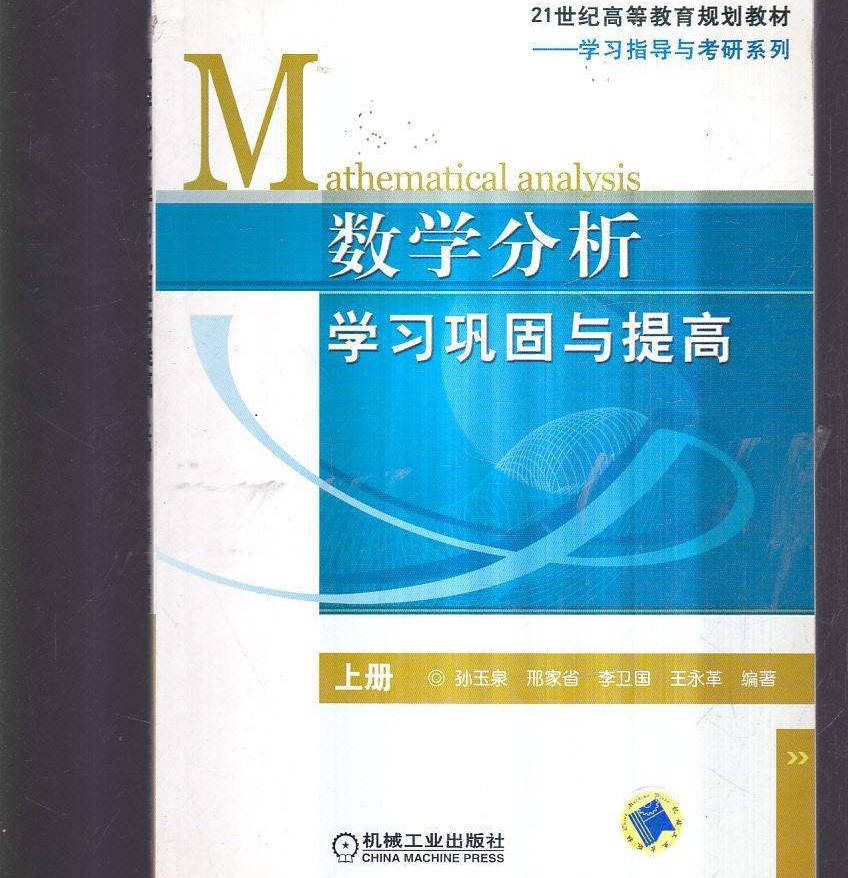 21世纪高等教育规划教材
——学习指导与考研系列
Mathematical analysis
数学分析
学习巩固与提高
上册 ◎ 孙玉泉 邢家省 李卫国 王永革 编著
»
机械工业出版社
CHINA MACHINE PRESS